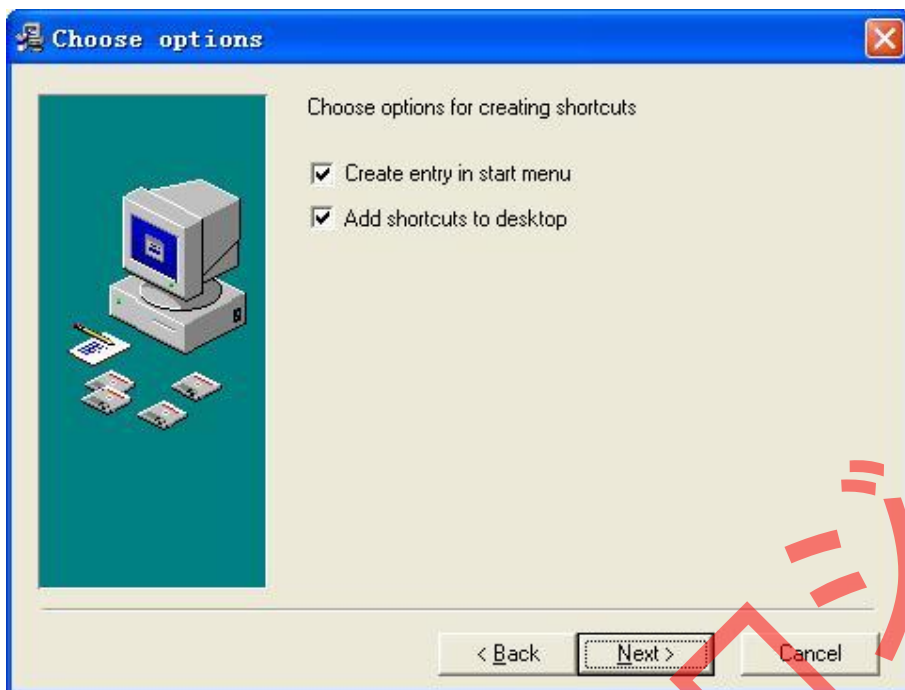 Choose options
Choose options for creating shortcuts
Create entry in start menu
Add shortcuts to desktop
< Back
Next >
Cancel